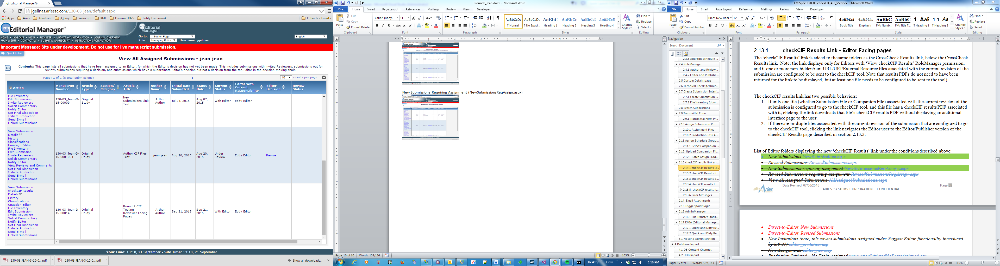 Editorial Manager®
jgelinas.ariessc.com/130-03_jean/default.aspx
Apps Aries Knockout jQuery Javascript XML Dynamic DNS Entity Framework Other bookmarks
em Editorial Manager™
em Editorial Manager™
HOME • LOG OUT • HELP • REGISTER • UPDATE MY INFORMATION • JOURNAL OVERVIEW
MAIN MENU • CONTACT US • SUBMIT A MANUSCRIPT • INSTRUCTIONS FOR AUTHORS
Go to: -- Search Page --
Role: Managing Editor Username: jgelinas
English
Important Message: Site under development. Do not use for live manuscript submission.
Quicklinks
View All Assigned Submissions - jean jean
Contents: This page lists all submissions that have been assigned to an Editor, for which the Editor's decision has not yet been made. This includes submissions with invited Reviewers, submissions out for
review, submissions requiring a decision, and submissions which have a subordinate Editor's decision but not a decision from the top Editor in the decision-making chain.
Page: 1 of 1 (5 total submissions) 1 10 results per page.
Action
Manuscript Number
Article Type
Section/ Category
Article Title
Author Name
Initial Date Submitted
Status Date
Current Status
Editor with Current Responsibility
Editor Decision
Review Status
File Inventory
Edit Submission
Invite Reviewers
Solicit Commentary
Notify Editor
Set Final Disposition
Initiate Production
Send E-mail
Linked Submissions
130-03_Jean-D-15-00009
Original Study
New Submissions Link Test
Arthur Author
Jul 24, 2015
Aug 07, 2015
With Editor
Eddy Editor
View Submission
Details
History
Classifications
Unassign Editor
File Inventory
Edit Submission
Invite Reviewers
Solicit Commentary
Notify Editor
View Reviews and Comments
Set Final Disposition
Initiate Production
Send E-mail
Linked Submissions
130-03_Jean-D-15-00010R1
Original Study
Author CIF Files Test
jean jean
Aug 20, 2015
Aug 20, 2015
Under Review
Eddy Editor
Revise
View Submission
checkCIF Results
Details
History
Classifications
Unassign Editor
File Inventory
Edit Submission
Invite Reviewers
Solicit Commentary
Notify Editor
Set Final Disposition
Initiate Production
Send E-mail
Linked Submissions
130-03_Jean-D-15-00014
Original Study
Round 2 CIF Testing - Reviewer Facing Pages
Arthur Author
Sep 21, 2015
Sep 21, 2015
With Editor
Eddy Editor
Your Time: 13:10, 21 September • Site Time: 13:10, 21 September
130-03_JEAN-S-15-0....pdf 130-03_JEAN-S-15-0....pdf Show all downloads...
Round2_Jean.docx - Microsoft Word
File Home Insert Page Layout References Mailings Review View Developer
Paste Cut Copy Format Painter
Calibri (Body) 11
¶ Normal ¶ No Spaci... Heading 1 Heading 2 Heading 3 Heading 4
Change Styles
Find Replace Select
Clipboard Font Paragraph Styles Editing
New Submissions Requiring Assignment (NewSubmissionsReqAssign.aspx)
Page: 10 of 10 Words: 134/126 105%
Desktop Links 1:10 PM
EM Spec 13.0-03 checkCIF API_V5.docx - Microsoft Word
File Home Insert Page Layout References Mailings Review View Developer
Paste Cut Copy Format Painter
Times New Rom 12
Book Title Emphasis FM: Numb... FM: Title T... ¶ Heading 1 ¶ Heading 2
Change Styles
Find Replace Select
Clipboard Font Paragraph Styles Editing
Navigation
Search Document
2.3.6 Add/Edit Schedule ...
2.4 RoleManager
2.4.1 Author and Review...
2.4.2 Editor and Publishe...
2.5 Custom Details page
2.6 Technical Check [technic...
2.7 Create Submission Interf...
2.7.1 Create Submission ...
2.7.2 File Inventory [dow...
2.8 Search Submissions
2.9 Transmittal Form
2.9.1 Transmittal Form Pr...
2.10 Assign Submission Pro...
2.10.1 Assignment Files
2.10.2 Production Task A...
2.11 Assign Schedule Group...
2.11.1 Select Companion ...
2.12 Upload Companion Fil...
2.12.1 Batch Assign Prod...
2.13 checkCIF results link an...
2.13.1 checkCIF Results Li...
2.13.2 checkCIF Results li...
2.13.3 checkCIF Results p...
2.13.4 checkCIF results li...
2.13.5 checkCIF results li...
2.13.6 Error Messages
2.14 Email Attachments
2.15 Trigger point logic
2.16 AdminManager
2.16.1 File Transfer Statis...
2.17 EMIA (Editorial Manage...
2.17.1 Quick and Dirty Re...
2.17.2 Quick and Dirty Re...
3.1 Hosting Administration
4 Database Impact
4.1 DB Content Changes
4.2 UDB Impact
2.13.1 checkCIF Results Link - Editor Facing pages
The ‘checkCIF Results’ link is added to the same folders as the CrossCheck Results link, below the CrossCheck
Results link. Note: the link displays only for Editors with ‘View checkCIF Results’ RoleManager permission,
and if one or more non-hidden/non-URL/URI/External Resource files associated with the current revision of the
submission are configured to be sent to the checkCIF tool. Note that results PDFs do not need to have been
returned for the link to be displayed, but at least one file needs to be configured to be sent to the tool).
The checkCIF results link has two possible behaviors:
1. If only one file (whether Submission File or Companion File) associated with the current revision of the
submission is configured to go to the checkCIF tool, and this file has a checkCIF results PDF associated
with it, clicking the link downloads that file’s checkCIF results PDF without displaying an additional
interface page to the user.
2. If there are multiple files associated with the current revision of the submission that are configured to go
to the checkCIF tool, clicking the link navigates the Editor user to the Editor/Publisher version of the
checkCIF Results page described in section 2.13.3.
List of Editor folders displaying the new ‘checkCIF Results’ link under the conditions described above:
• New Submissions NewSubmissions.aspx
• Revised Submissions RevisedSubmissions.aspx
• New Submissions requiring assignment NewSubmissionsReqAssign.aspx
• Revised Submissions requiring assignment RevisedSubmissionsReqAssign.aspx
• View All Assigned Submissions AllAssignedSubmissions.aspx
Date Revised: 07/06/2015 Page 55
Aries ARIES SYSTEMS CORPORATION – CONFIDENTIAL
• Direct-to-Editor New Submissions
• Direct-to-Editor Revised Submissions
• New Invitations (note, this covers submissions assigned under Suggest Editor functionality introduced
by 8.0-27) editor_invitation.asp
• New Assignments editor_new.asp
Page: 55 of 93 Words: 5/24,143 115%